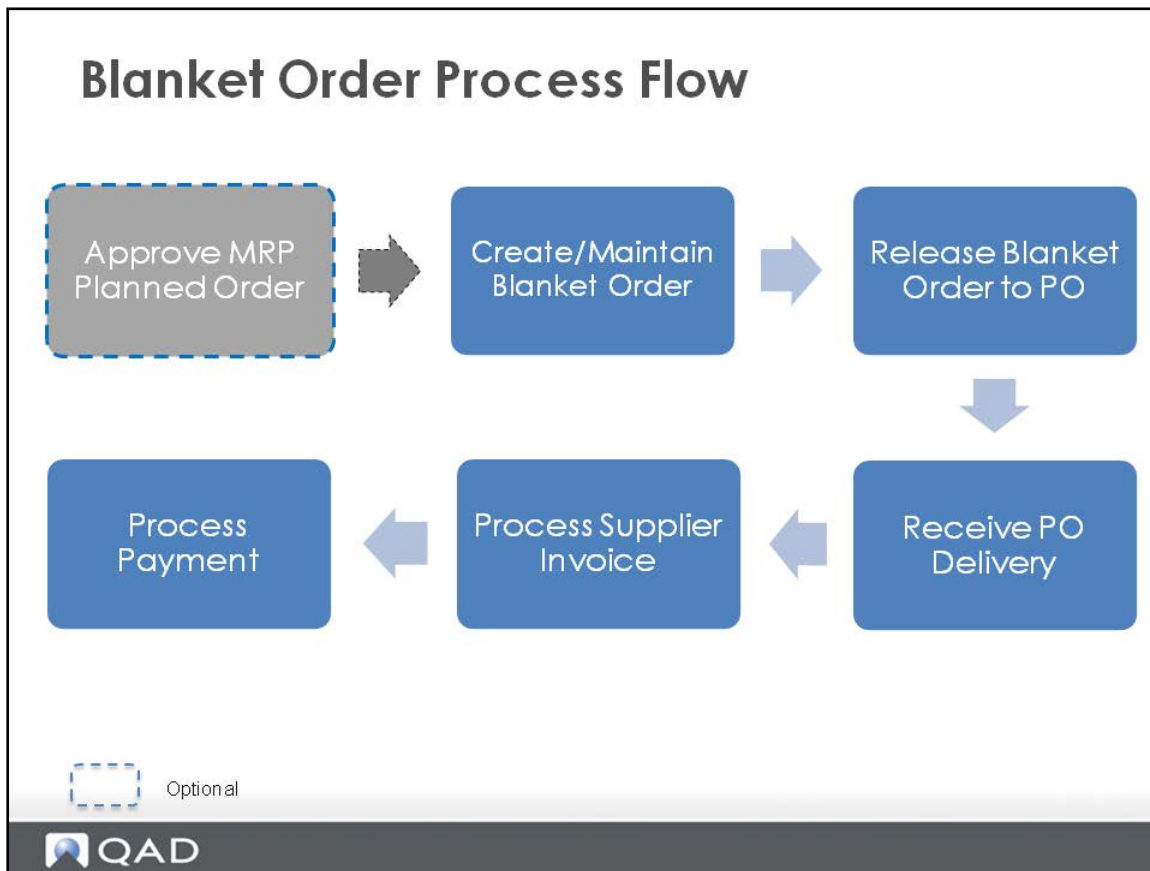 Blanket Order Process Flow
Approve MRP
Planned Order
Create/Maintain
Blanket Order
Release Blanket
Order to PO
Receive PO
Delivery
Process Supplier
Invoice
Process
Payment
Optional
QAD